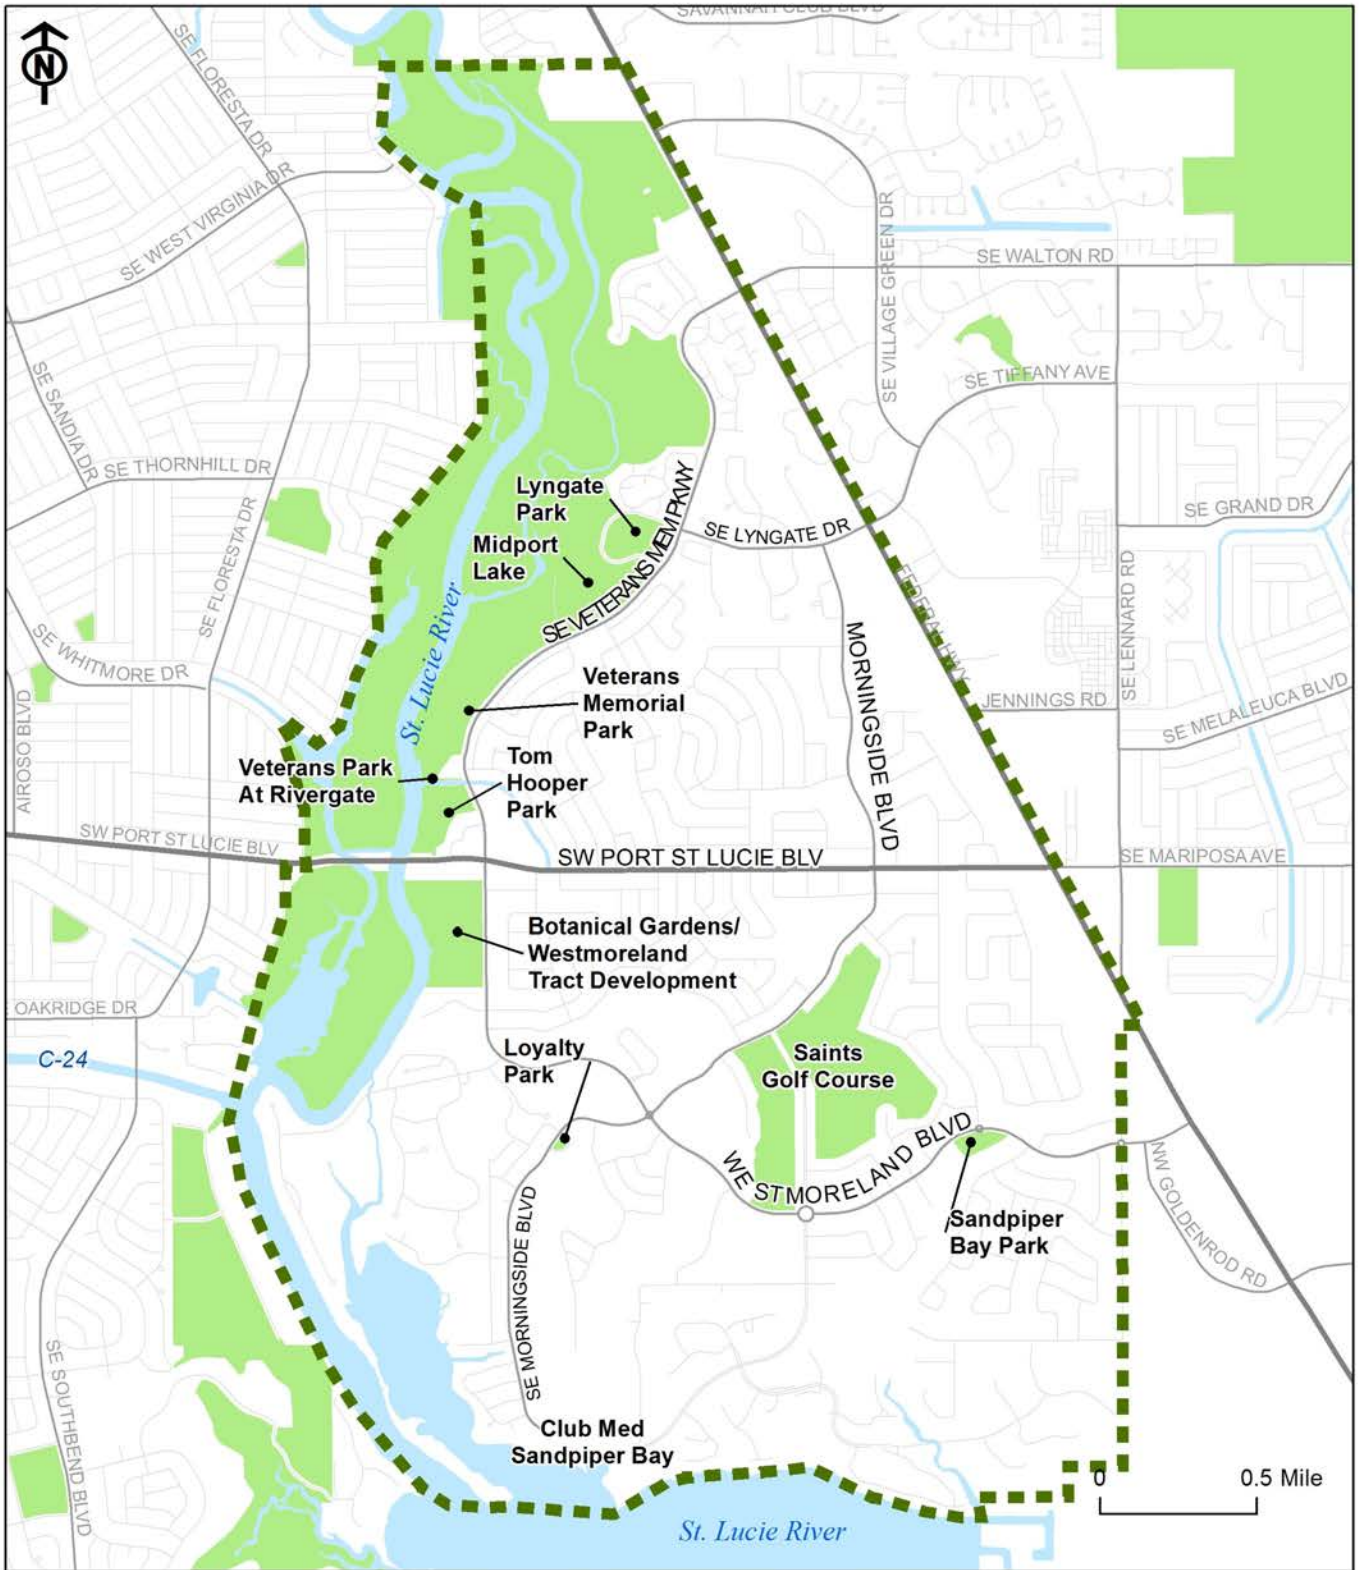 SAVANNAH CLUB BLVD
N
SE FLORESTA DR
SE WEST VIRGINIA DR
SE VILLAGE GREEN DR
SE WALTON RD
SE TIFFANY AVE
SE SANDIA DR
SE THORNHILL DR
SE FLORESTA DR
Lyngate
Park
SE VETERANS MEM PKWY
SE LYNGATE DR
SE GRAND DR
Midport
Lake
St. Lucie River
FEDERAL HWY
SE LENNARD RD
SE WHITMORE DR
MORNINGSIDE BLVD
Veterans
Memorial
Park
JENNINGS RD
SE MELALEUCA BLVD
AIROSO BLVD
Veterans Park
At Rivergate
Tom
Hooper
Park
SW PORT ST LUCIE BLV
SW PORT ST LUCIE BLV
SE MARIPOSA AVE
Botanical Gardens/
Westmoreland
Tract Development
OAKRIDGE DR
C-24
Loyalty
Park
Saints
Golf Course
WESTMORELAND BLVD
NW GOLDENROD RD
SE MORNINGSIDE BLVD
Sandpiper
Bay Park
SE SOUTHBEND BLVD
Club Med
Sandpiper Bay
0 0.5 Mile
St. Lucie River